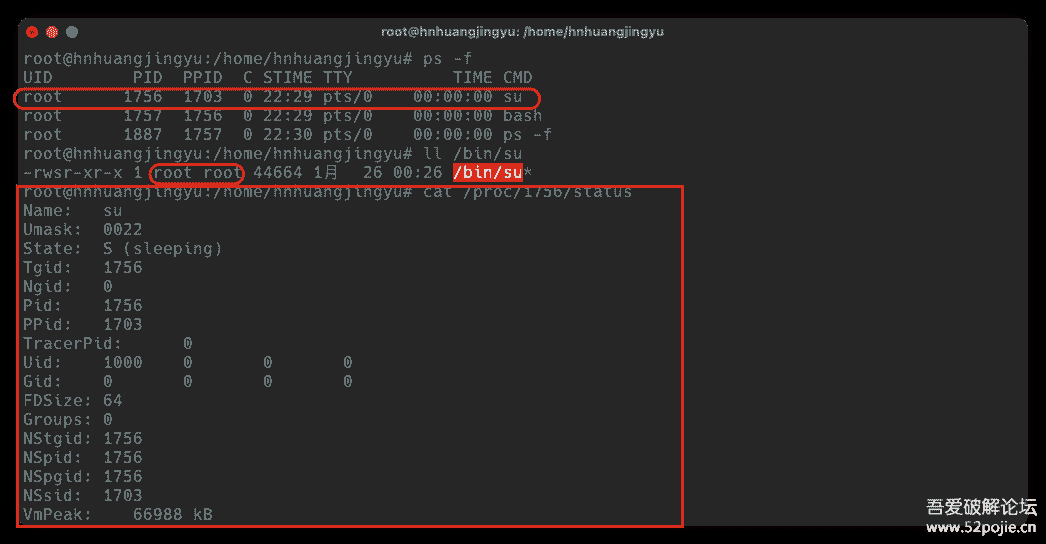 root@hnhuangjingyu: /home/hnhuangjingyu
root@hnhuangjingyu:/home/hnhuangjingyu# ps -f
UID        PID  PPID  C STIME TTY          TIME CMD
root      1756  1703  0 22:29 pts/0    00:00:00 su
root      1757  1756  0 22:29 pts/0    00:00:00 bash
root      1887  1757  0 22:30 pts/0    00:00:00 ps -f
root@hnhuangjingyu:/home/hnhuangjingyu# ll /bin/su
-rwsr-xr-x 1 root root 44664 1月  26 00:26 /bin/su*
root@hnhuangjingyu:/home/hnhuangjingyu# cat /proc/1756/status
Name:   su
Umask:  0022
State:  S (sleeping)
Tgid:   1756
Ngid:   0
Pid:    1756
PPid:   1703
TracerPid:      0
Uid:    1000    0       0       0
Gid:    0       0       0       0
FDSize: 64
Groups: 0
NStgid: 1756
NSpid:  1756
NSpgid: 1756
NSsid:  1703
VmPeak:    66988 kB
吾爱破解论坛
www.52pojie.cn